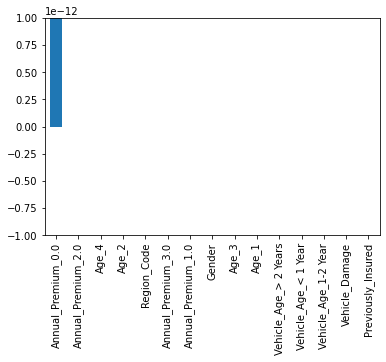 1e−12
1.00
0.75
0.50
0.25
0.00
−0.25
−0.50
−0.75
−1.00
Annual_Premium_0.0
Annual_Premium_2.0
Age_4
Age_2
Region_Code
Annual_Premium_3.0
Annual_Premium_1.0
Gender
Age_3
Age_1
Vehicle_Age_> 2 Years
Vehicle_Age_< 1 Year
Vehicle_Age_1-2 Year
Vehicle_Damage
Previously_Insured